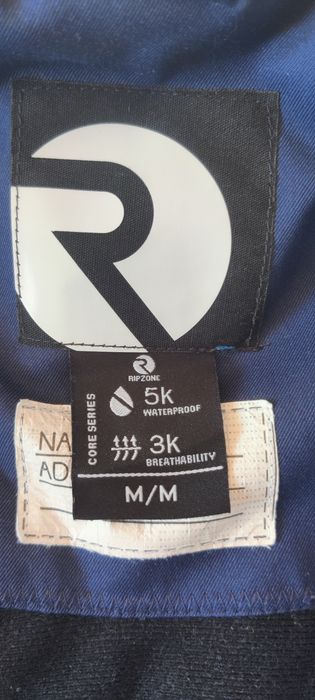 R
RIPZONE
CORE SERIES
5k
WATERPROOF
3K
BREATHABILITY
M/M
NA
AD